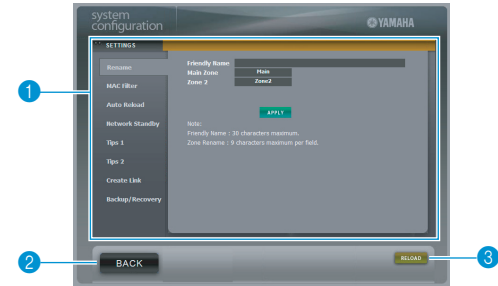 system
configuration
YAMAHA
SETTINGS
Rename
MAC Filter
Auto Reload
Network Standby
Tips 1
Tips 2
Create Link
Backup/Recovery
Friendly Name
Main Zone Main
Zone 2 Zone2
APPLY
Note:
Friendly Name : 30 characters maximum.
Zone Rename : 9 characters maximum per field.
1
2
BACK
RELOAD
3